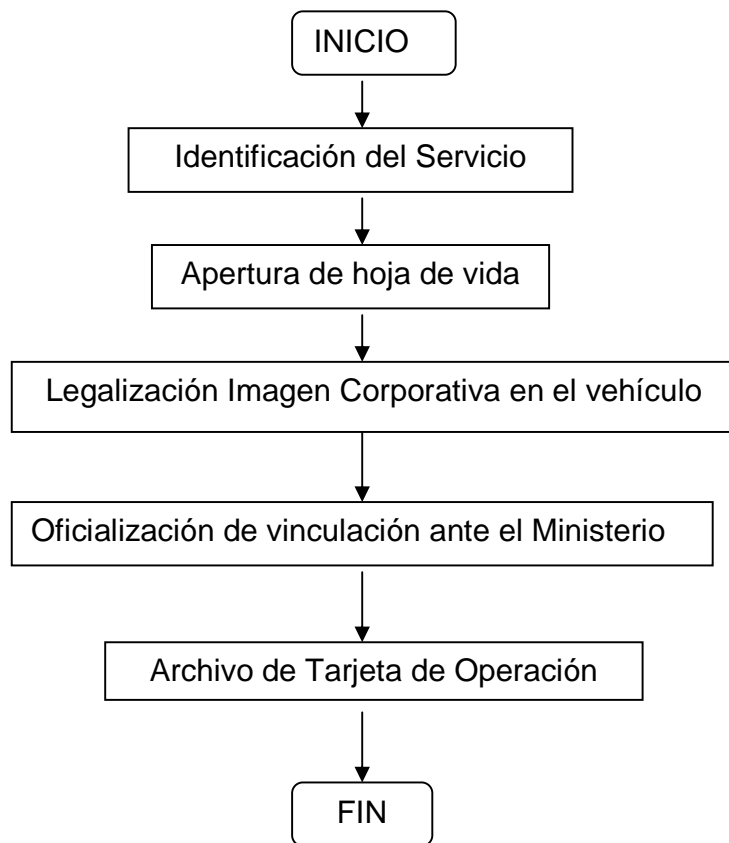 INICIO
Identificación del Servicio
Apertura de hoja de vida
Legalización Imagen Corporativa en el vehículo
Oficialización de vinculación ante el Ministerio
Archivo de Tarjeta de Operación
FIN